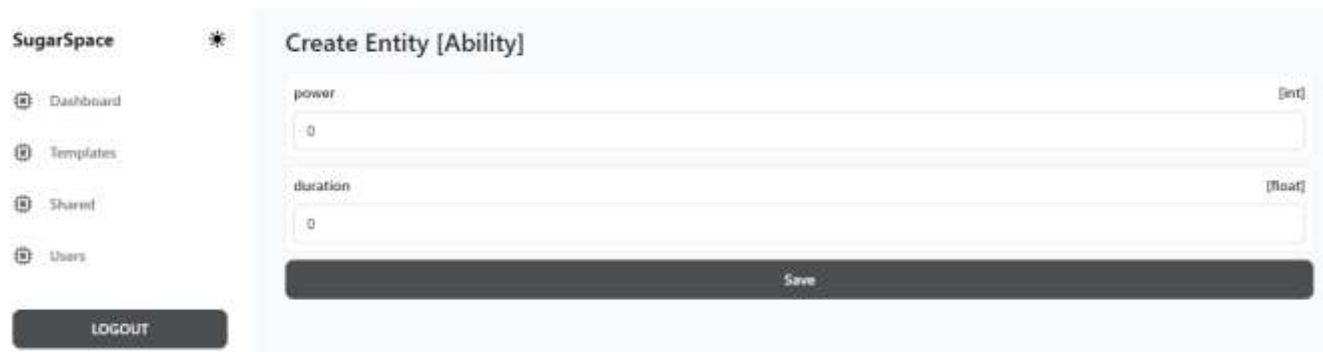 SugarSpace
Dashboard
Templates
Shared
Users
LOGOUT
Create Entity [Ability]
power [int]
0
duration [float]
0
Save